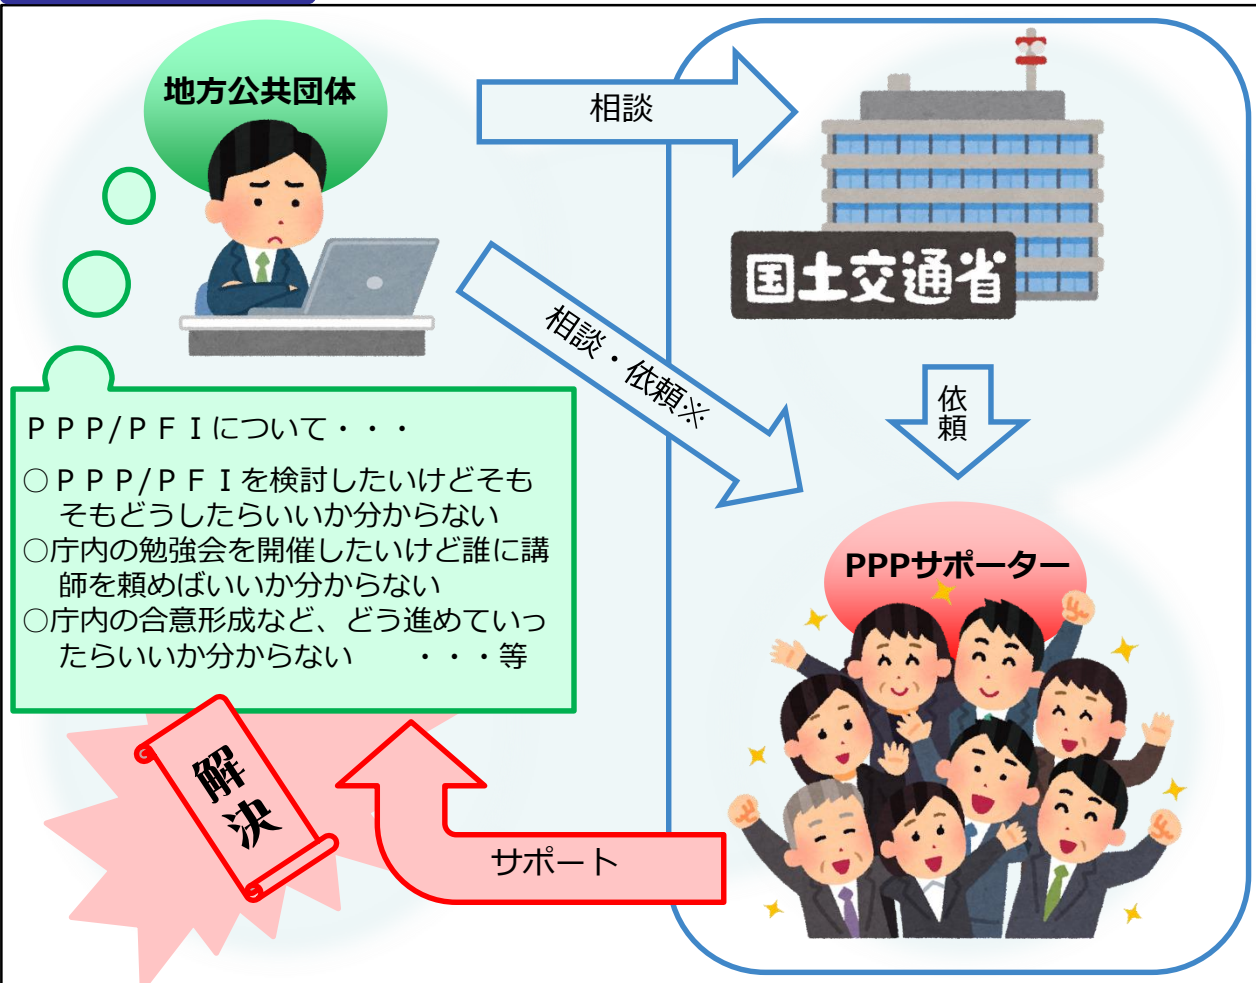 地方公共団体
相談
国土交通省
相談・依頼※
依頼
ＰＰＰ/ＰＦＩについて・・・
○ＰＰＰ/ＰＦＩを検討したいけどそも
そもどうしたらいいか分からない
○庁内の勉強会を開催したいけど誰に講
師を頼めばいいか分からない
○庁内の合意形成など、どう進めていっ
たらいいか分からない　　・・・等
PPPサポーター
解決
サポート